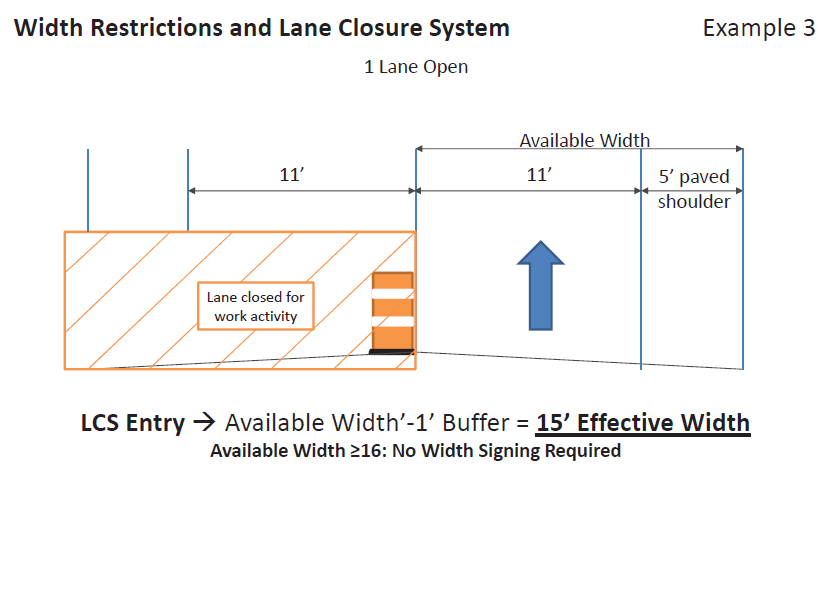 Width Restrictions and Lane Closure System
Example 3
1 Lane Open
Available Width
11’
11’
5’ paved
shoulder
Lane closed for
work activity
LCS Entry → Available Width’-1’ Buffer = 15’ Effective Width
Available Width ≥16: No Width Signing Required